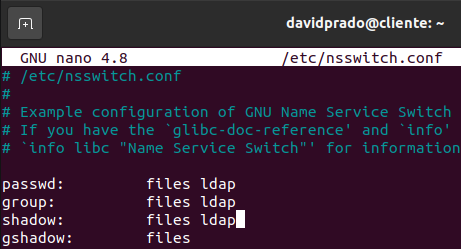 davidprado@cliente: ~
GNU nano 4.8 /etc/nsswitch.conf
# /etc/nsswitch.conf
#
# Example configuration of GNU Name Service Switch
# If you have the `glibc-doc-reference' and `info'
# `info libc "Name Service Switch"' for information
passwd: files ldap
group: files ldap
shadow: files ldap
gshadow: files